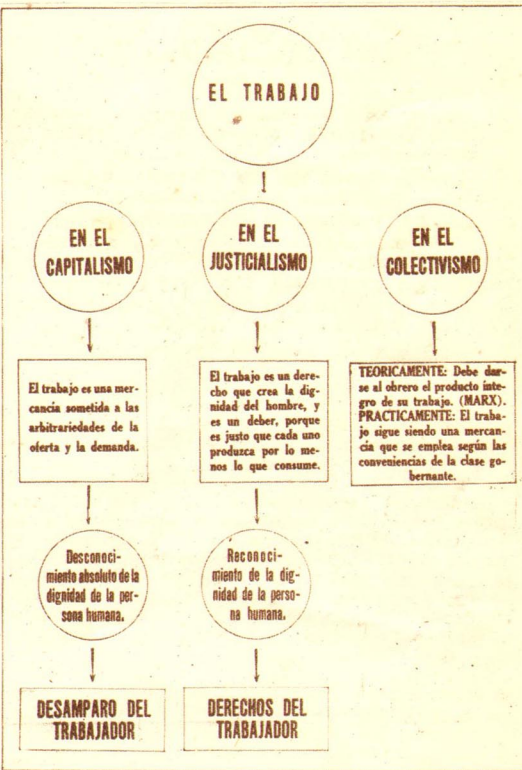 EL TRABAJO
EN EL
CAPITALISMO
EN EL
JUSTICIALISMO
EN EL
COLECTIVISMO
El trabajo es una mer-
cancía sometida a las
arbitrariedades de la
oferta y la demanda.
El trabajo es un dere-
cho que crea la dig-
nidad del hombre, y
es un deber, porque
es justo que cada uno
produzca por lo me-
nos lo que consume.
TEORICAMENTE: Debe dar-
se al obrero el producto ínte-
gro de su trabajo. (MARX).
PRACTICAMENTE: El traba-
jo sigue siendo una mercan-
cía que se emplea según las
conveniencias de la clase go-
bernante.
Desconoci-
miento absoluto de la
dignidad de la per-
sona humana.
Reconoci-
miento de la dig-
nidad de la perso-
na humana.
DESAMPARO DEL
TRABAJADOR
DERECHOS DEL
TRABAJADOR